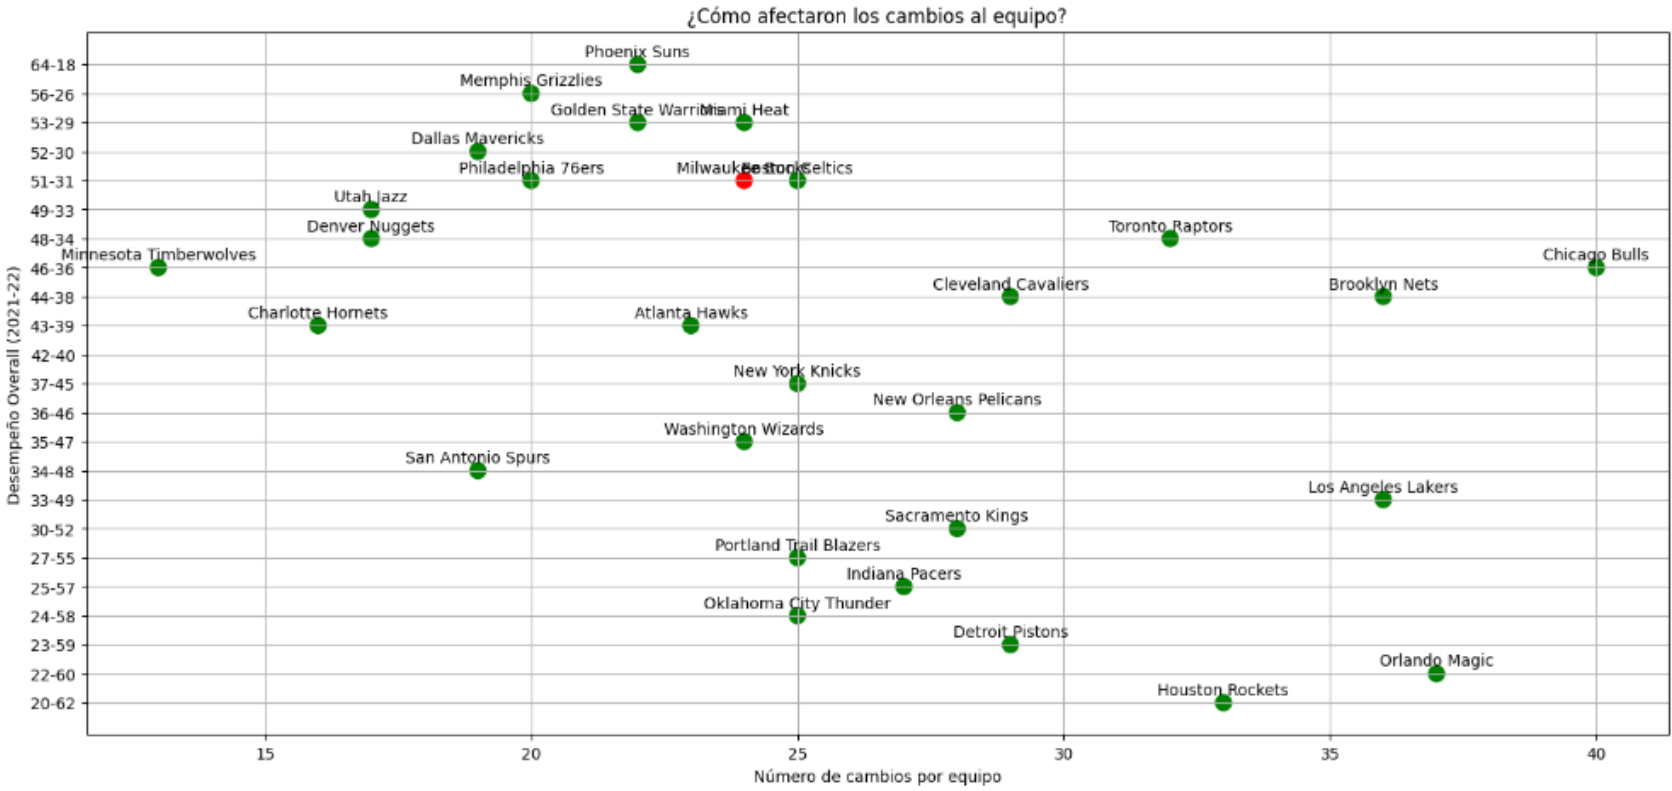 ¿Cómo afectaron los cambios al equipo?
Desempeño Overall (2021-22)
64-18
56-26
53-29
52-30
51-31
49-33
48-34
46-36
44-38
43-39
42-40
37-45
36-46
35-47
34-48
33-49
30-52
27-55
25-57
24-58
23-59
22-60
20-62
Phoenix Suns
Memphis Grizzlies
Golden State Warriors
Miami Heat
Dallas Mavericks
Philadelphia 76ers
Milwaukee Bucks
Boston Celtics
Utah Jazz
Denver Nuggets
Toronto Raptors
Minnesota Timberwolves
Chicago Bulls
Cleveland Cavaliers
Brooklyn Nets
Charlotte Hornets
Atlanta Hawks
New York Knicks
New Orleans Pelicans
Washington Wizards
San Antonio Spurs
Los Angeles Lakers
Sacramento Kings
Portland Trail Blazers
Indiana Pacers
Oklahoma City Thunder
Detroit Pistons
Orlando Magic
Houston Rockets
15 20 25 30 35 40
Número de cambios por equipo